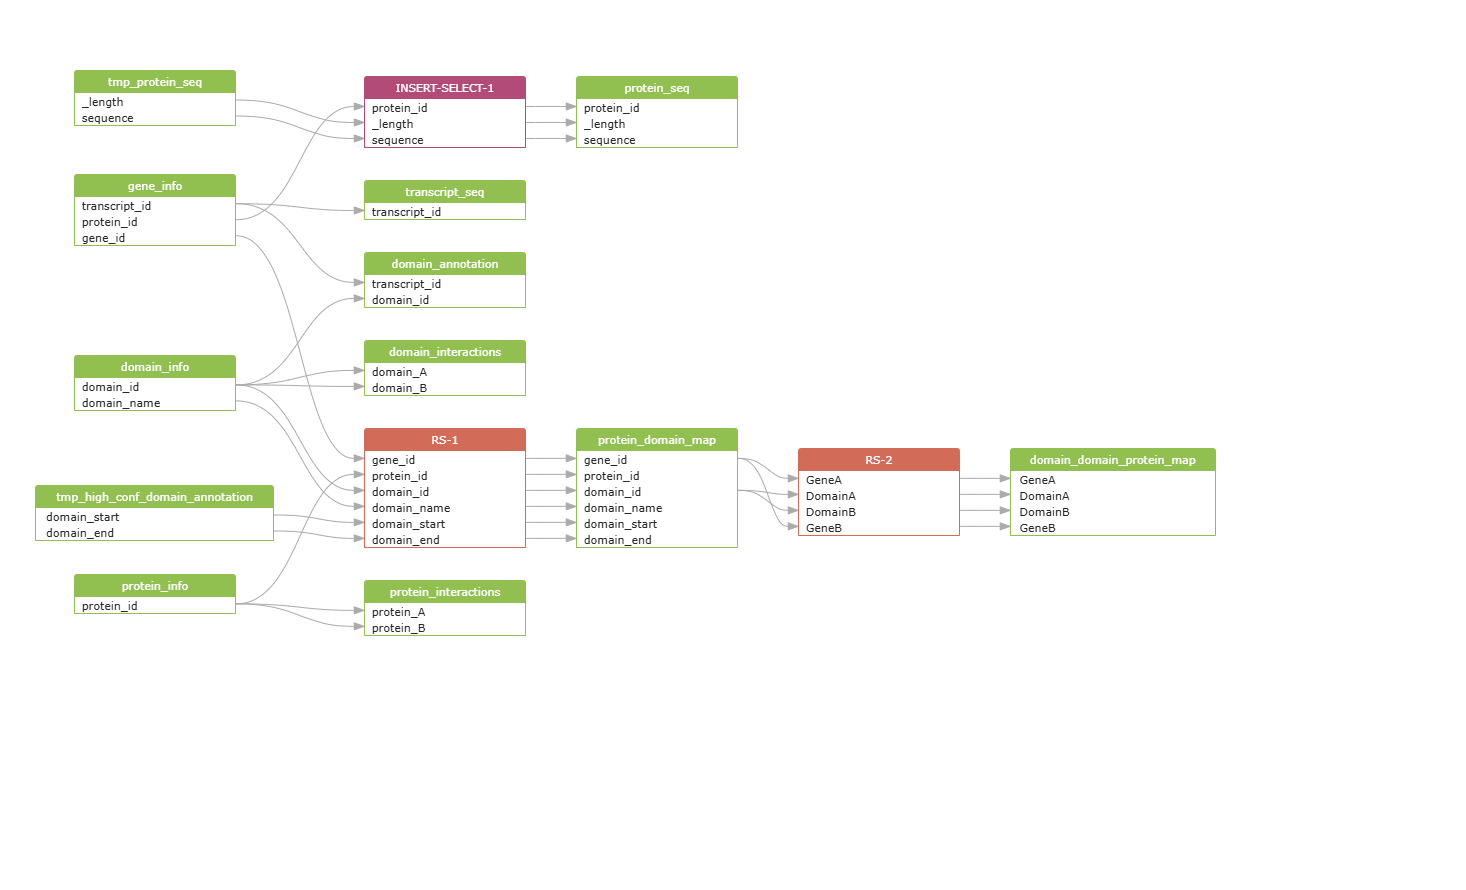 tmp_protein_seq
_length
sequence
INSERT-SELECT-1
protein_id
_length
sequence
protein_seq
protein_id
_length
sequence
gene_info
transcript_id
protein_id
gene_id
transcript_seq
transcript_id
domain_annotation
transcript_id
domain_id
domain_info
domain_id
domain_name
domain_interactions
domain_A
domain_B
RS-1
gene_id
protein_id
domain_id
domain_name
domain_start
domain_end
protein_domain_map
gene_id
protein_id
domain_id
domain_name
domain_start
domain_end
RS-2
GeneA
DomainA
DomainB
GeneB
domain_domain_protein_map
GeneA
DomainA
DomainB
GeneB
tmp_high_conf_domain_annotation
domain_start
domain_end
protein_info
protein_id
protein_interactions
protein_A
protein_B